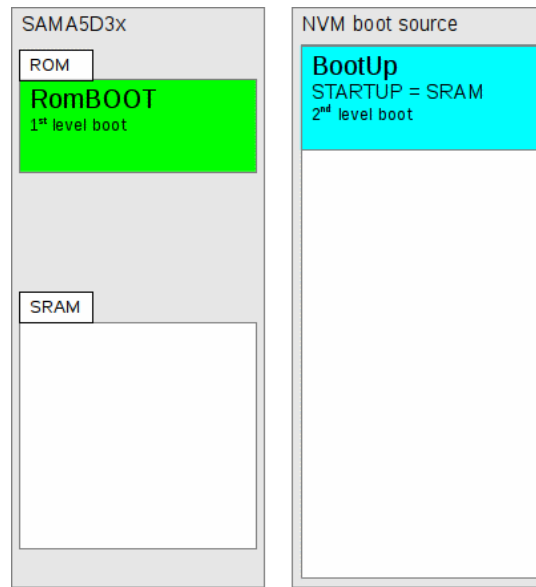 SAMA5D3x
ROM
RomBOOT
1st level boot
SRAM
NVM boot source
BootUp
STARTUP = SRAM
2nd level boot